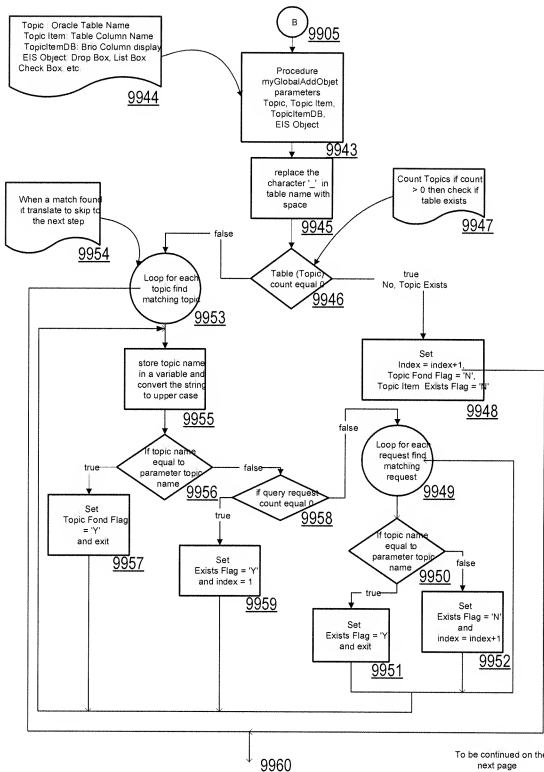 B
9905
Topic : Oracle Table Name
Topic Item: Table Column Name
TopicItemDB: Brio Column display
EIS Object: Drop Box, List Box
Check Box, etc
9944
Procedure
myGlobalAddObjet
parameters
Topic, Topic Item,
TopicItemDB,
EIS Object
9943
replace the
character '_' in
table name with
space
9945
Count Topics if count
> 0 then check if
table exists
9947
When a match found
it translate to skip to
the next step
9954
false
Table (Topic)
count equal 0
9946
true
No, Topic Exists
Loop for each
topic find
matching topic
9953
Set
Index = index+1,
Topic Fond Flag = 'N',
Topic Item Exists Flag = 'N'
9948
store topic name
in a variable and
convert the string
to upper case
9955
false
Loop for each
request find
matching
request
9949
If topic name
equal to
parameter topic
name
9956
true
false
if query request
count equal 0
9958
true
Set
Topic Fond Flag
= 'Y'
and exit
9957
Set
Exists Flag = 'Y'
and index = 1
9959
If topic name
equal to
parameter topic
name
9950
false
true
Set
Exists Flag = 'Y
and exit
9951
Set
Exists Flag = 'N'
and
index = index+1
9952
9960
To be continued on the
next page